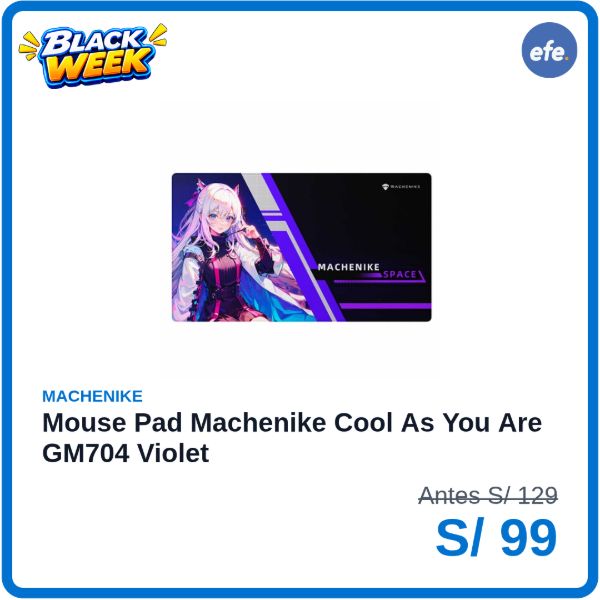 BLACK
WEEK
efe.
MACHENIKE
MACHENIKE
SPACE
MACHENIKE
Mouse Pad Machenike Cool As You Are
GM704 Violet
Antes S/ 129
S/ 99